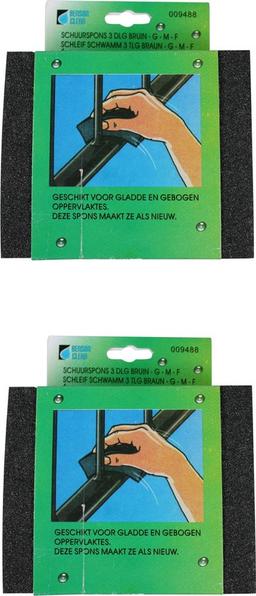 BENSON
CLEAN
009488
SCHUURSPONS 3 DLG BRUIN - G - M - F
SCHLEIF SCHWAMM 3 TLG BRAUN - G - M - F
GESCHIKT VOOR GLADDE EN GEBOGEN
OPPERVLAKTES.
DEZE SPONS MAAKT ZE ALS NIEUW.
BENSON
CLEAN
009488
SCHUURSPONS 3 DLG BRUIN - G - M - F
SCHLEIF SCHWAMM 3 TLG BRAUN - G - M - F
GESCHIKT VOOR GLADDE EN GEBOGEN
OPPERVLAKTES.
DEZE SPONS MAAKT ZE ALS NIEUW.